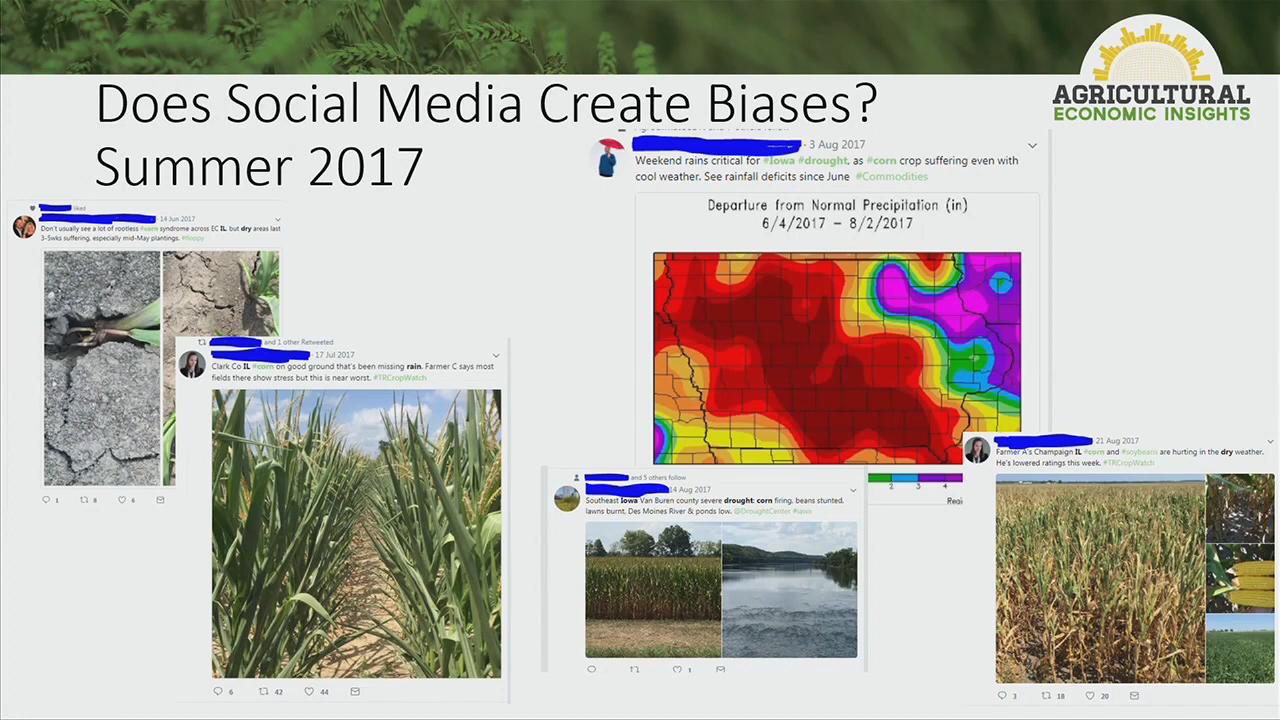 Does Social Media Create Biases?
Summer 2017
AGRICULTURAL
ECONOMIC INSIGHTS
liked
· 14 Jun 2017
Don't usually see a lot of rootless #corn syndrome across EC IL, but dry areas last
3-5wks suffering, especially mid-May plantings. #floppy
1 8 6
and 1 other Retweeted
· 17 Jul 2017
Clark Co IL #corn on good ground that's been missing rain. Farmer C says most
fields there show stress but this is near worst. #TRCropWatch
6 42 44
· 3 Aug 2017
Weekend rains critical for #Iowa #drought, as #corn crop suffering even with
cool weather. See rainfall deficits since June #Commodities
Departure from Normal Precipitation (in)
6/4/2017 – 8/2/2017
2 3 4
Regi
and 5 others follow
14 Aug 2017
Southeast Iowa Van Buren county severe drought: corn firing, beans stunted,
lawns burnt, Des Moines River & ponds low. @DroughtCenter #iawx
1
21 Aug 2017
Farmer A's Champaign IL #corn and #soybeans are hurting in the dry weather.
He's lowered ratings this week. #TRCropWatch
3 18 20